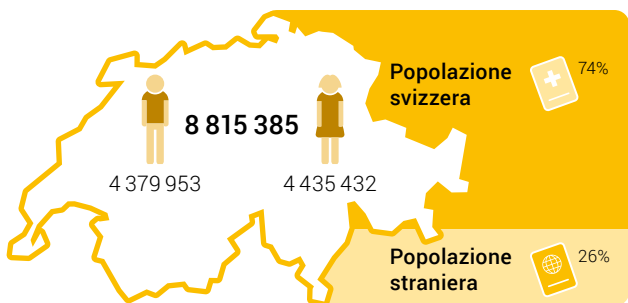 Popolazione
svizzera
74%
8 815 385
4 379 953
4 435 432
Popolazione
straniera
26%